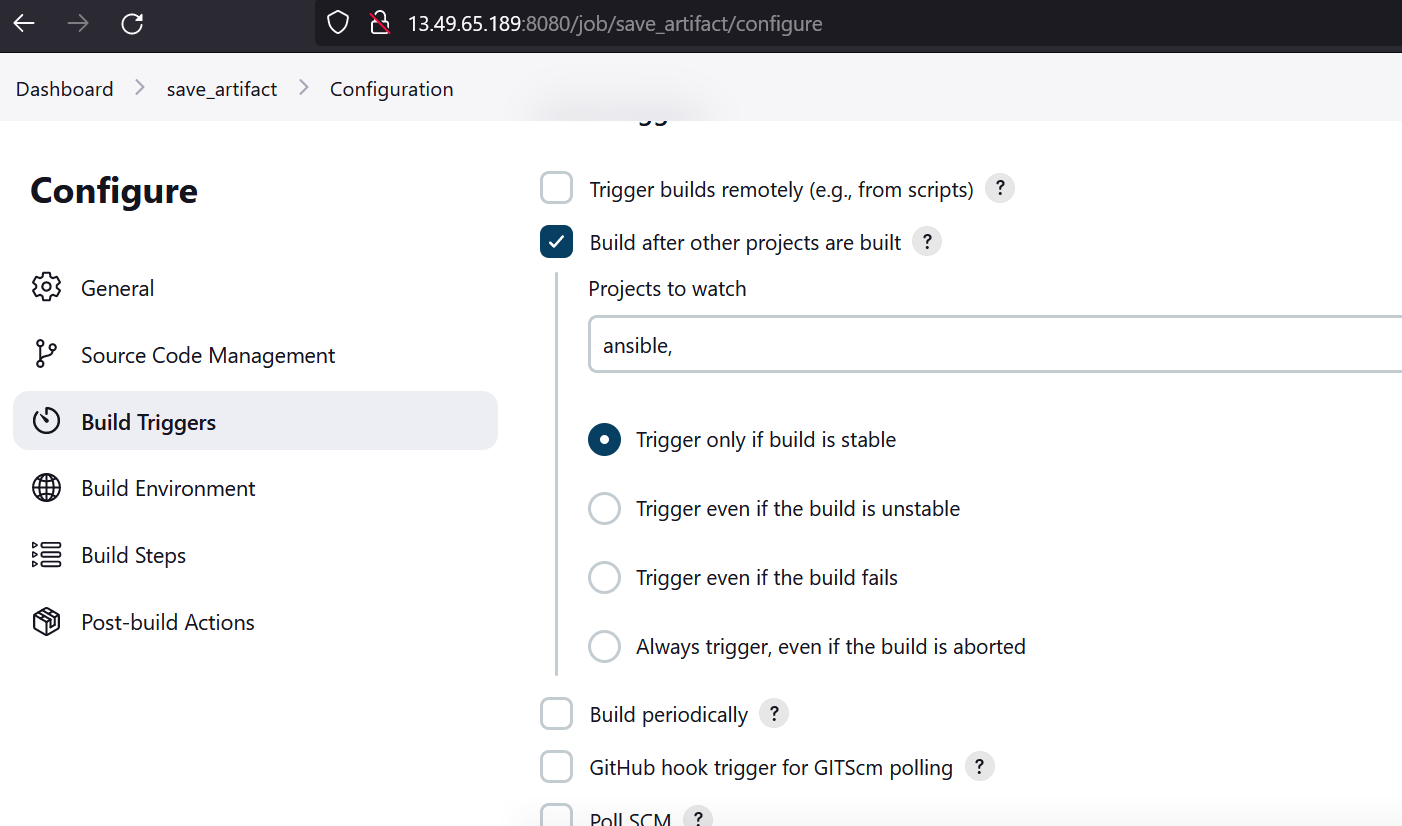 13.49.65.189:8080/job/save_artifact/configure
Dashboard > save_artifact > Configuration
Configure
General
Source Code Management
Build Triggers
Build Environment
Build Steps
Post-build Actions
Trigger builds remotely (e.g., from scripts) ?
Build after other projects are built ?
Projects to watch
ansible,
Trigger only if build is stable
Trigger even if the build is unstable
Trigger even if the build fails
Always trigger, even if the build is aborted
Build periodically ?
GitHub hook trigger for GITScm polling ?
Poll SCM ?